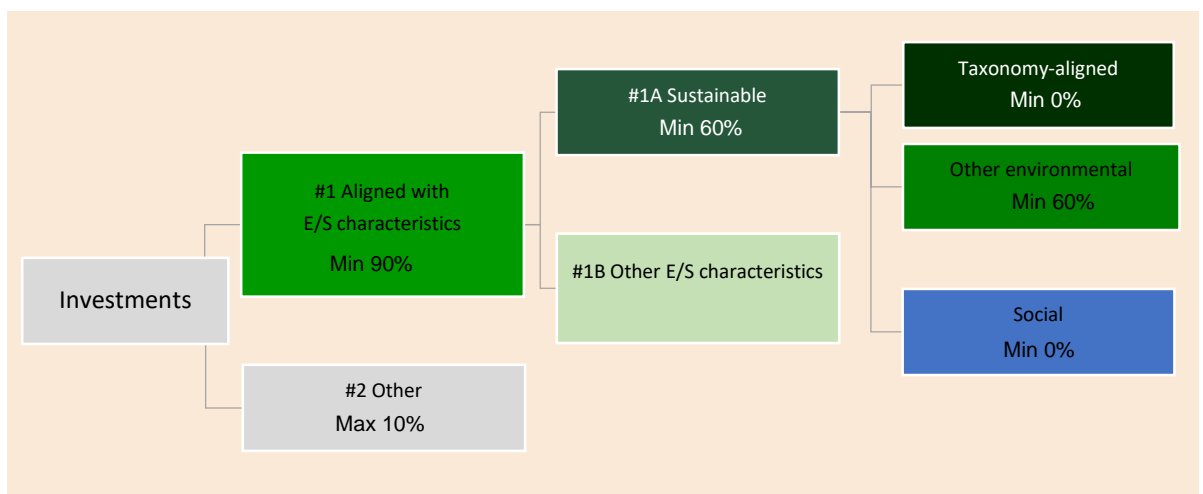 Investments
#1 Aligned with
E/S characteristics
Min 90%
#2 Other
Max 10%
#1A Sustainable
Min 60%
#1B Other E/S characteristics
Taxonomy-aligned
Min 0%
Other environmental
Min 60%
Social
Min 0%